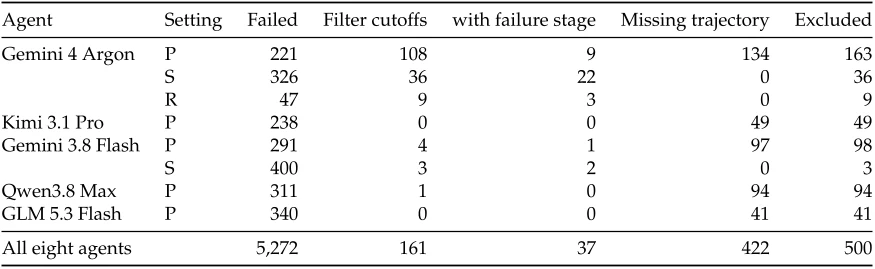 Agent Setting Failed Filter cutoffs with failure stage Missing trajectory Excluded
Gemini 4 Argon P 221 108 9 134 163
S 326 36 22 0 36
R 47 9 3 0 9
Kimi 3.1 Pro P 238 0 0 49 49
Gemini 3.8 Flash P 291 4 1 97 98
S 400 3 2 0 3
Qwen3.8 Max P 311 1 0 94 94
GLM 5.3 Flash P 340 0 0 41 41
All eight agents 5,272 161 37 422 500